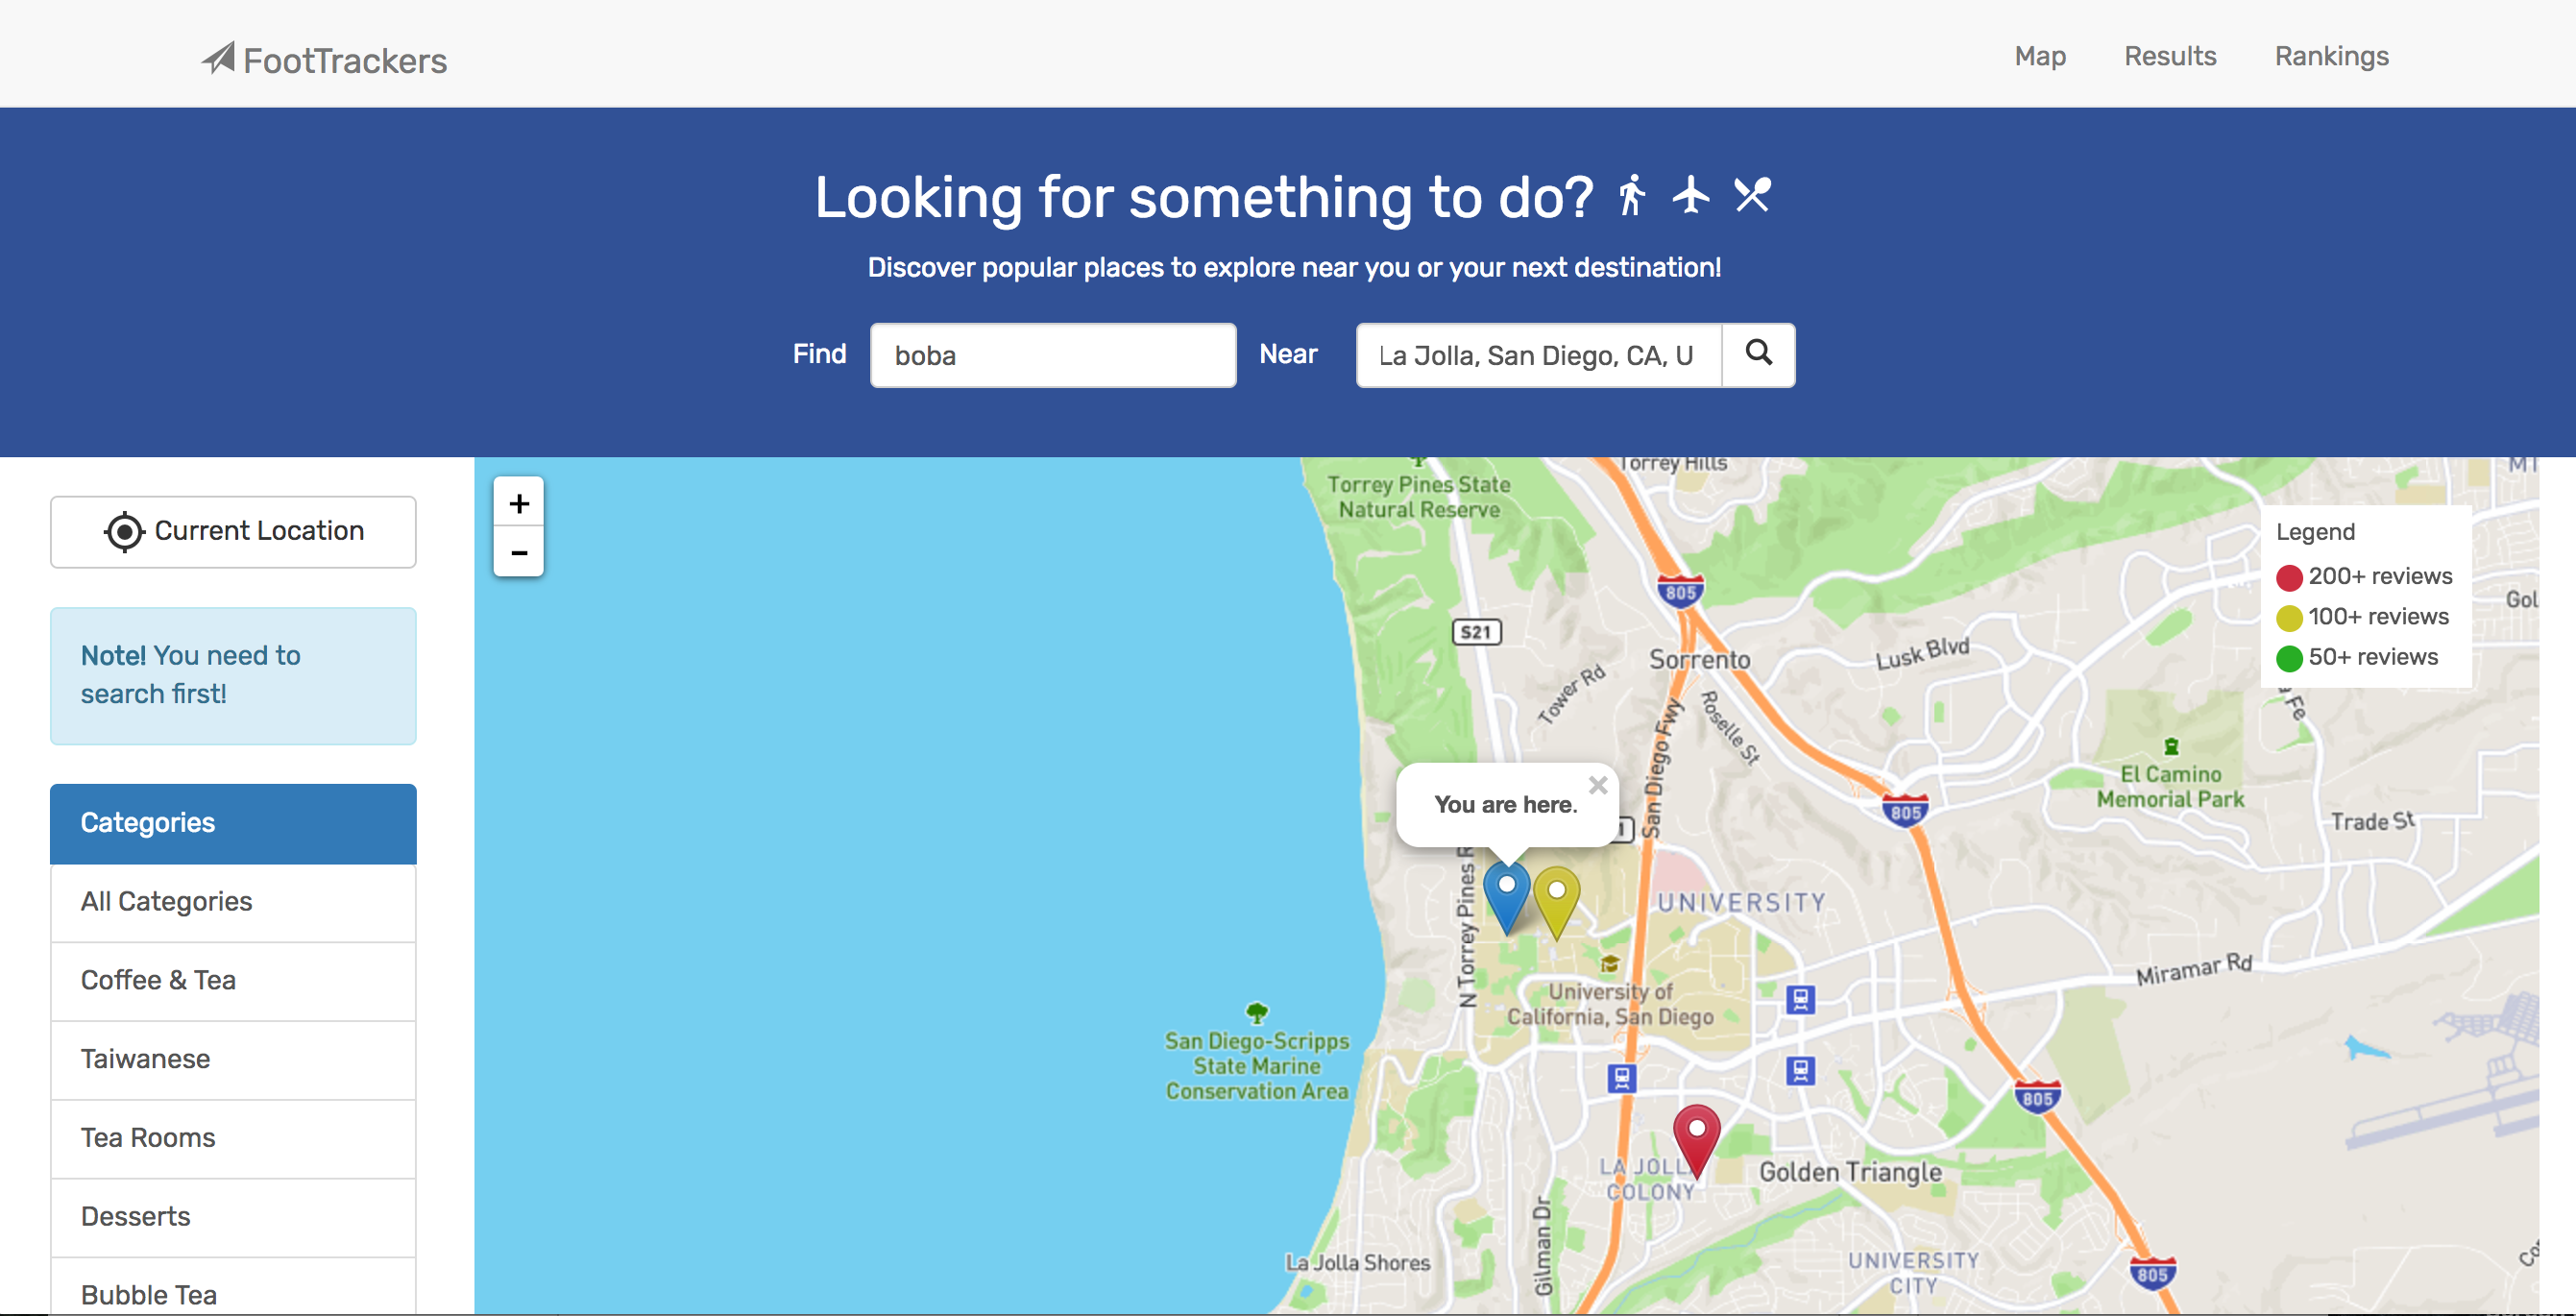 FootTrackers
Map
Results
Rankings
Looking for something to do?
Discover popular places to explore near you or your next destination!
Find
boba
Near
La Jolla, San Diego, CA, U
Current Location
Note! You need to
search first!
Categories
All Categories
Coffee & Tea
Taiwanese
Tea Rooms
Desserts
Bubble Tea
+
−
Torrey Hills
Torrey Pines State
Natural Reserve
805
S21
Sorrento
Lusk Blvd
Tower Rd
Roselle St
San Diego Fwy
Legend
200+ reviews
100+ reviews
50+ reviews
El Camino
Memorial Park
Trade St
805
You are here.
N Torrey Pines R
UNIVERSITY
Miramar Rd
University of
California, San Diego
San Diego-Scripps
State Marine
Conservation Area
805
COLONY
Golden Triangle
La Jolla Shores
Gilman Dr
UNIVERSITY
CITY
805